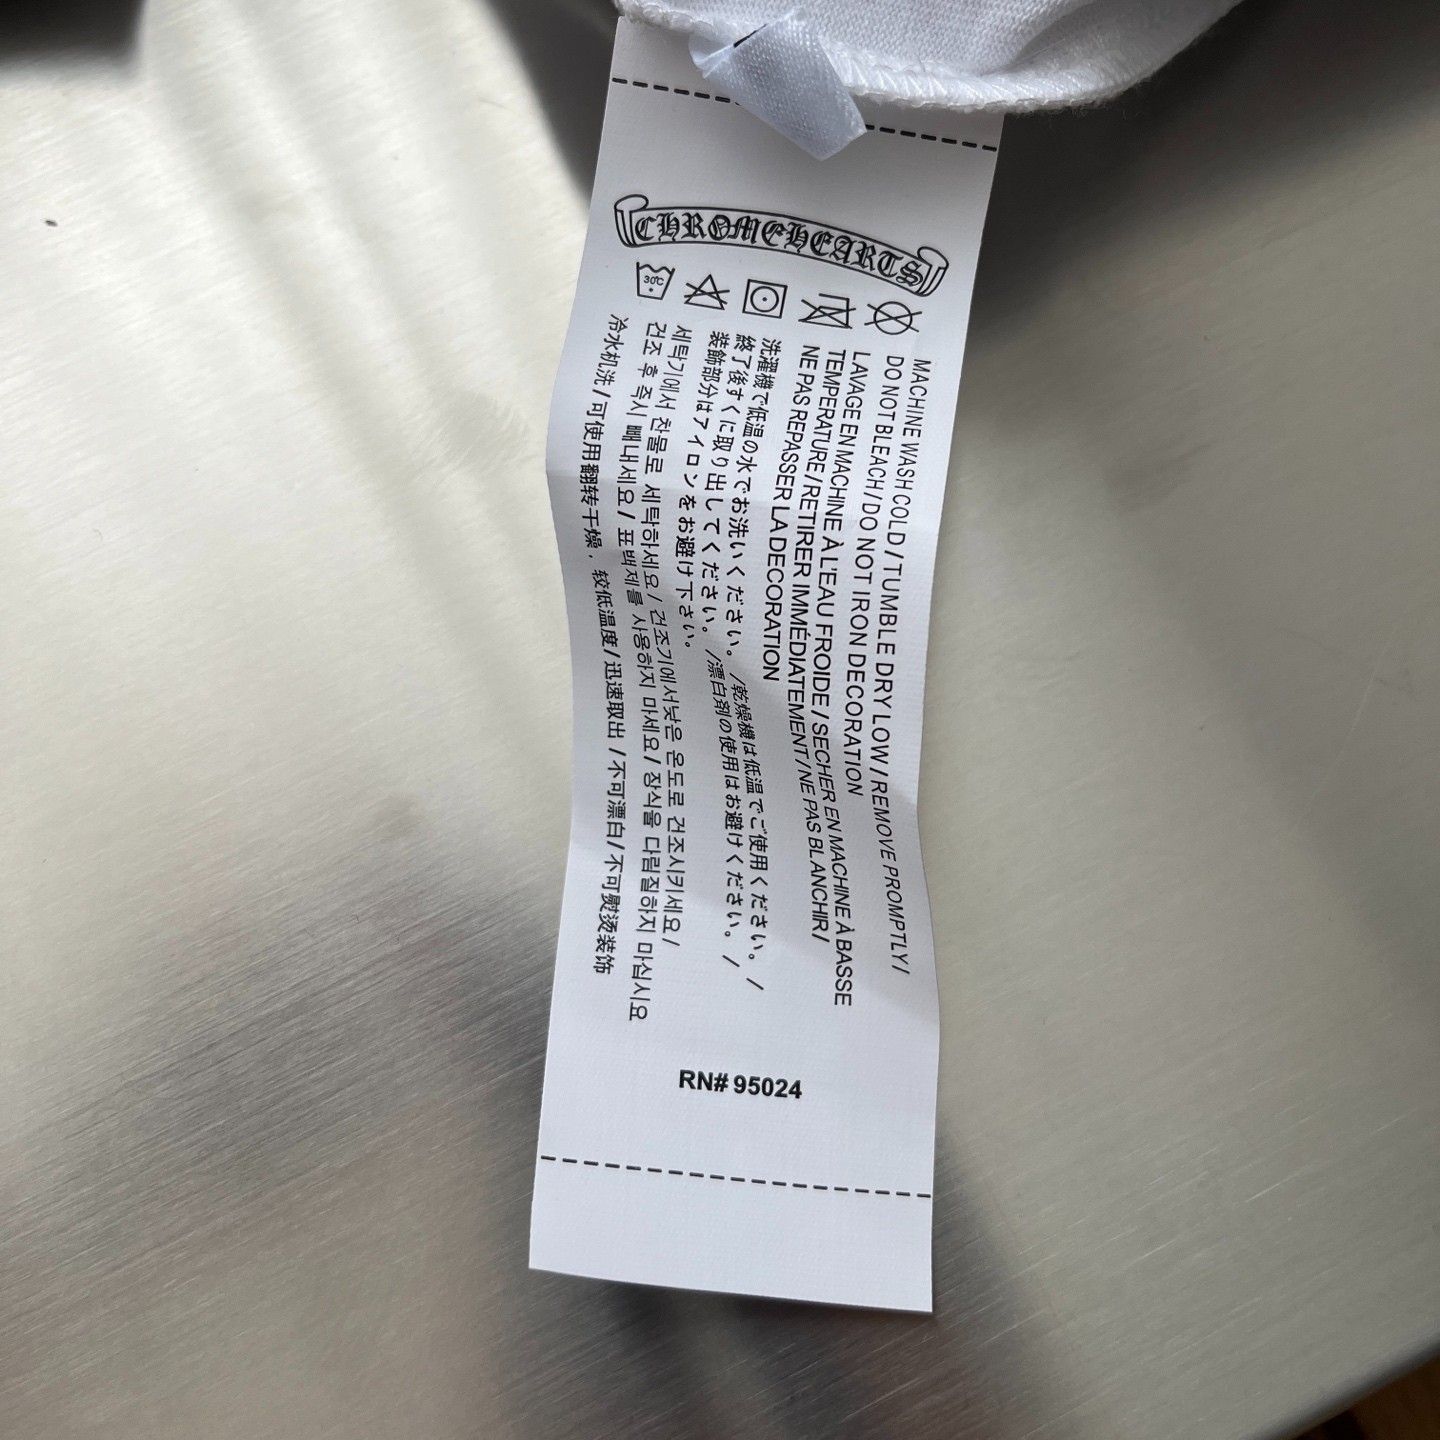 CHROMEHEARTS
30°C
MACHINE WASH COLD/TUMBLE DRY LOW/REMOVE PROMPTLY/
DO NOT BLEACH/DO NOT IRON DECORATION
LAVAGE EN MACHINE À L'EAU FROIDE/SECHER EN MACHINE À BASSE
TEMPERATURE/RETIRER IMMÉDIATEMENT/NE PAS BLANCHIR/
NE PAS REPASSER LA DECORATION
洗濯機で低温の水でお洗いください。/乾燥機は低温でご使用ください。/
終了後すぐに取り出してください。/漂白剤の使用はお避けください。/
装飾部分はアイロンをお避け下さい。
세탁기에서 찬물로 세탁하세요/건조기에서낮은 온도로 건조시키세요/
건조 후 즉시 빼내세요/표백제를 사용하지 마세요/장식을 다림질하지 마십시요
冷水机洗/可使用翻转干燥，较低温度/迅速取出/不可漂白/不可熨烫装饰
RN# 95024